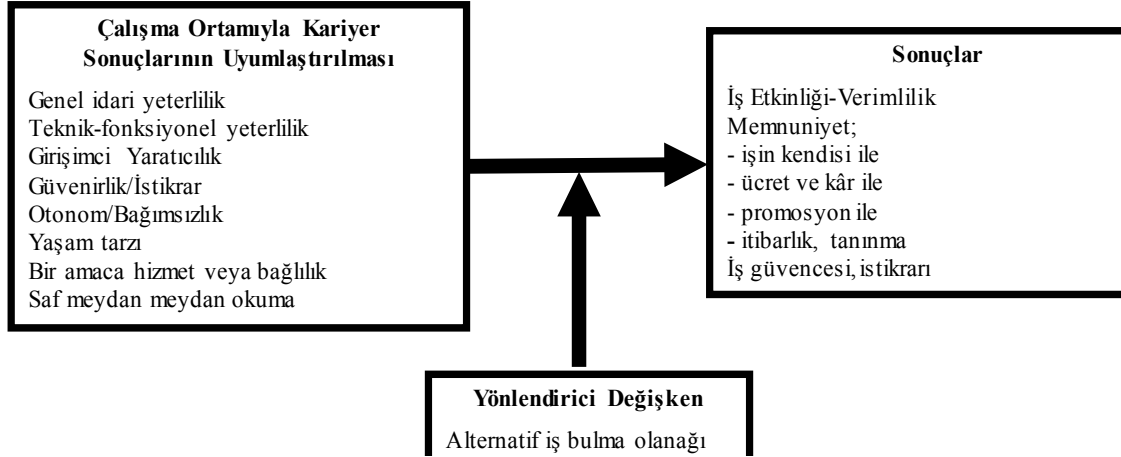 Çalışma Ortamıyla Kariyer
Sonuçlarının Uyumlaştırılması
Genel idari yeterlilik
Teknik-fonksiyonel yeterlilik
Girişimci Yaratıcılık
Güvenirlik/İstikrar
Otonom/Bağımsızlık
Yaşam tarzı
Bir amaca hizmet veya bağlılık
Saf meydan meydan okuma
Sonuçlar
İş Etkinliği-Verimlilik
Memnuniyet;
- işin kendisi ile
- ücret ve kâr ile
- promosyon ile
- itibarlık, tanınma
İş güvencesi,istikrarı
Yönlendirici Değişken
Alternatif iş bulma olanağı